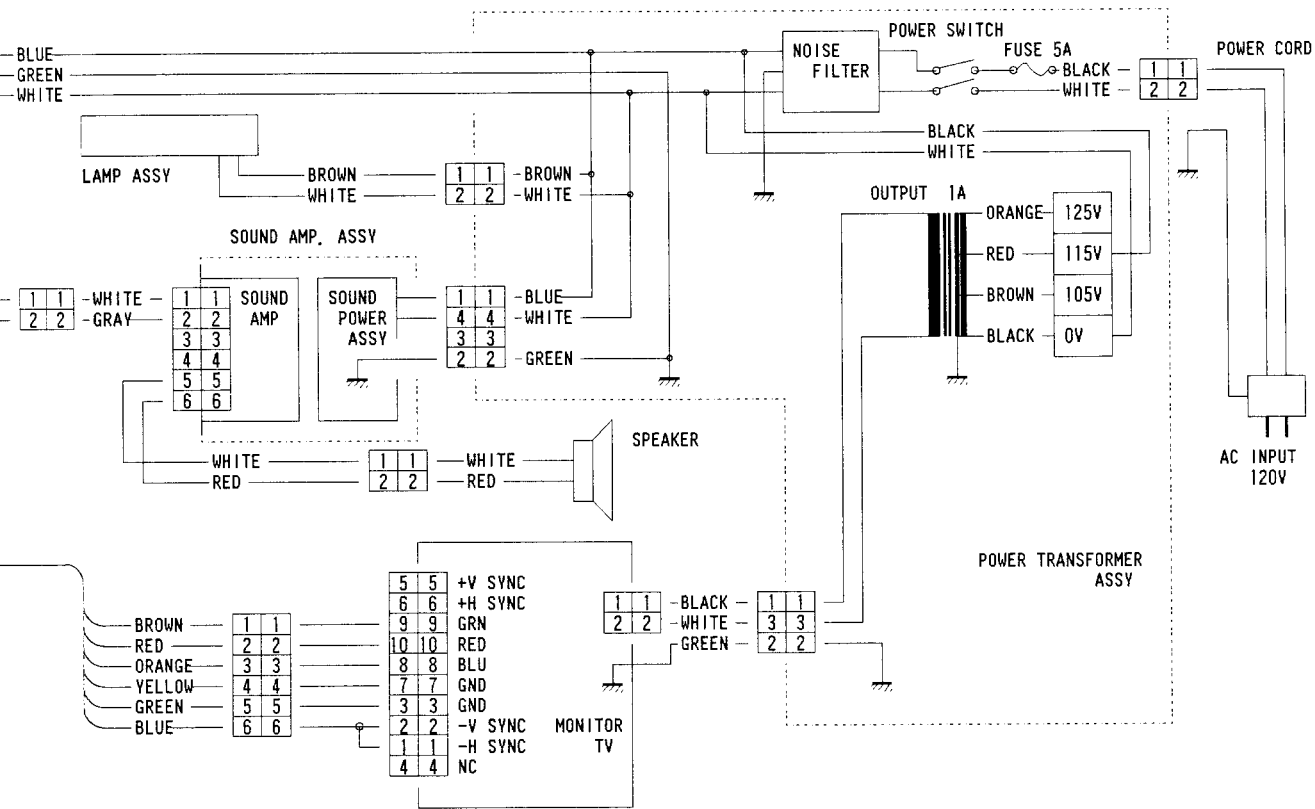 BLUE
GREEN
WHITE
NOISE
FILTER
POWER SWITCH
FUSE 5A
BLACK
WHITE
1 1
2 2
POWER CORD
LAMP ASSY
BROWN
WHITE
1 1
2 2
BROWN
WHITE
BLACK
WHITE
OUTPUT 1A
ORANGE 125V
RED 115V
BROWN 105V
BLACK 0V
SOUND AMP. ASSY
1 1
2 2
WHITE
GRAY
1 1
2 2
3 3
4 4
5 5
6 6
SOUND
AMP
SOUND
POWER
ASSY
1 1
4 4
3 3
2 2
BLUE
WHITE
GREEN
WHITE
RED
1 1
2 2
WHITE
RED
SPEAKER
AC INPUT
120V
POWER TRANSFORMER
ASSY
BROWN
RED
ORANGE
YELLOW
GREEN
BLUE
1 1
2 2
3 3
4 4
5 5
6 6
5 5 +V SYNC
6 6 +H SYNC
9 9 GRN
10 10 RED
8 8 BLU
7 7 GND
3 3 GND
2 2 -V SYNC
1 1 -H SYNC
4 4 NC
MONITOR
TV
1 1
2 2
BLACK
WHITE
GREEN
1 1
3 3
2 2